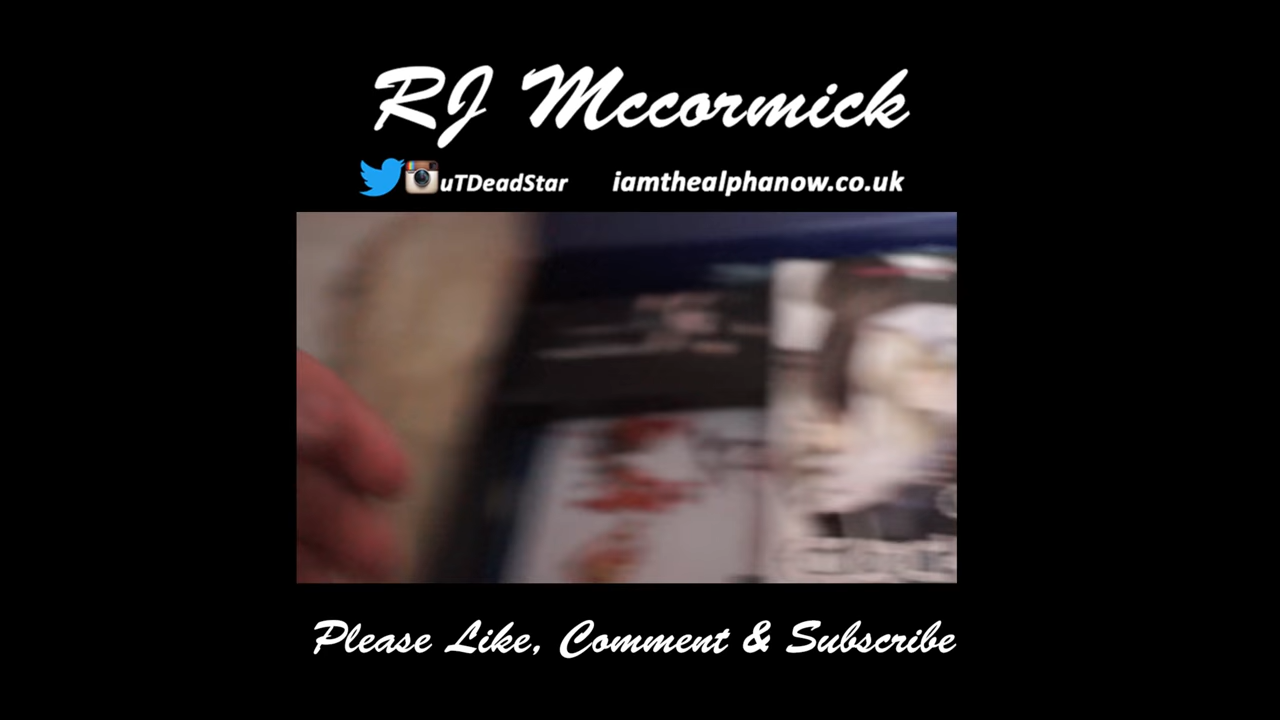 RJ Mccormick
uTDeadStar iamthealphanow.co.uk
Please Like, Comment & Subscribe